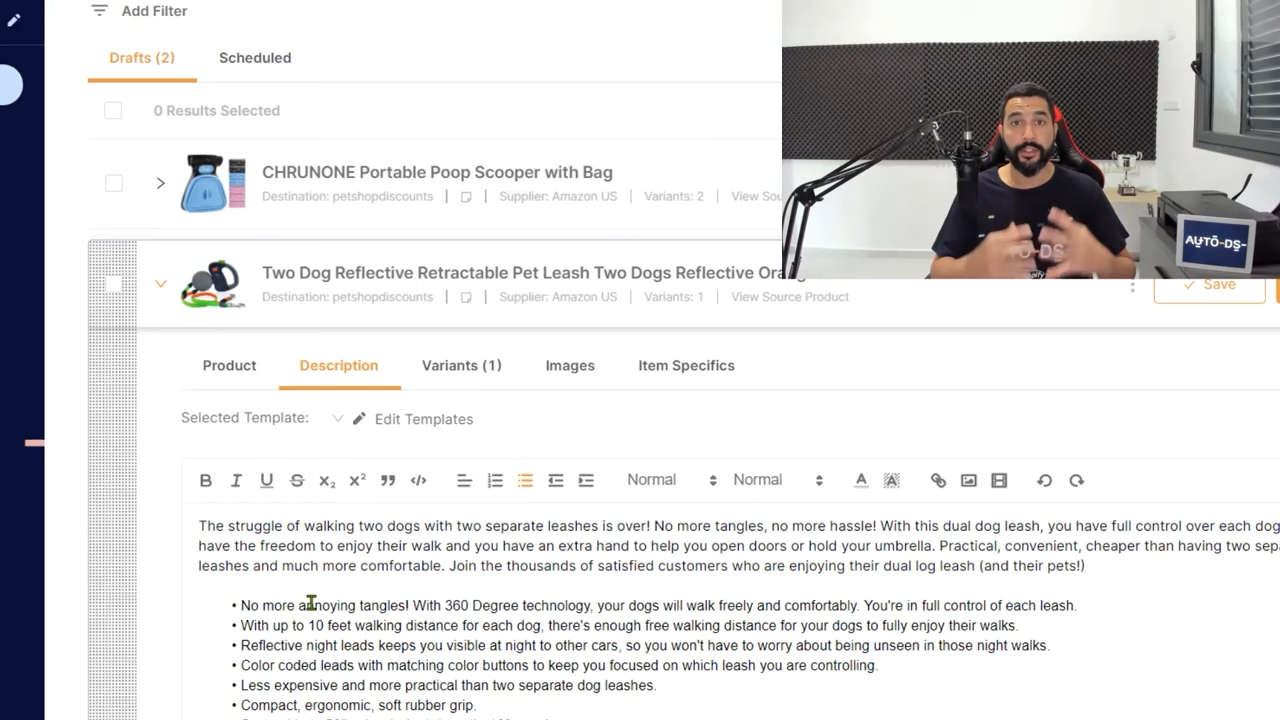 Add Filter
Drafts (2)
Scheduled
0 Results Selected
CHRUNONE Portable Poop Scooper with Bag
Destination: petshopdiscounts | | Supplier: Amazon US | Variants: 2 | View Sou
Two Dog Reflective Retractable Pet Leash Two Dogs Reflective Ora
Destination: petshopdiscounts | | Supplier: Amazon US | Variants: 1 | View Source Product
Save
AUTO-DS-
Product
Description
Variants (1)
Images
Item Specifics
Selected Template:
Edit Templates
B I U S x₂ x² Normal Normal A A
The struggle of walking two dogs with two separate leashes is over! No more tangles, no more hassle! With this dual dog leash, you have full control over each dog
have the freedom to enjoy their walk and you have an extra hand to help you open doors or hold your umbrella. Practical, convenient, cheaper than having two sepa
leashes and much more comfortable. Join the thousands of satisfied customers who are enjoying their dual log leash (and their pets!)
• No more annoying tangles! With 360 Degree technology, your dogs will walk freely and comfortably. You're in full control of each leash.
• With up to 10 feet walking distance for each dog, there's enough free walking distance for your dogs to fully enjoy their walks.
• Reflective night leads keeps you visible at night to other cars, so you won't have to worry about being unseen in those night walks.
• Color coded leads with matching color buttons to keep you focused on which leash you are controlling.
• Less expensive and more practical than two separate dog leashes.
• Compact, ergonomic, soft rubber grip.